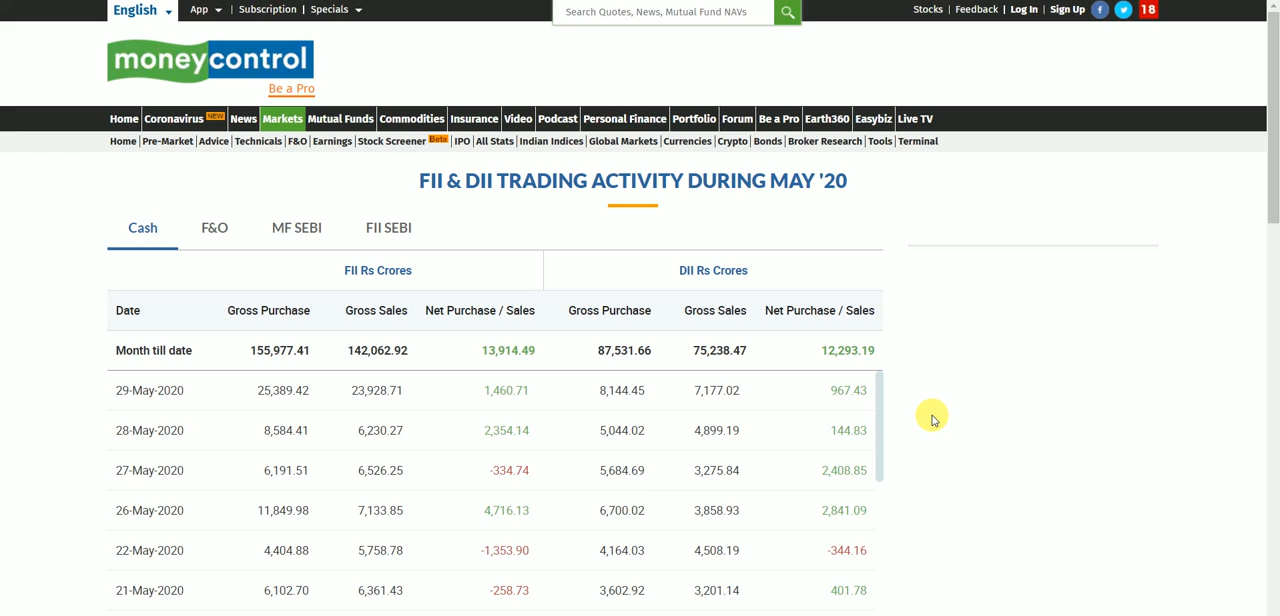 English App | Subscription | Specials Search Quotes, News, Mutual Fund NAVs Stocks | Feedback | Log In | Sign Up f 18
moneycontrol
Be a Pro
Home Coronavirus NEW News Markets Mutual Funds Commodities Insurance Video Podcast Personal Finance Portfolio Forum Be a Pro Earth360 Easybiz Live TV
Home Pre-Market Advice Technicals F&O Earnings Stock Screener Beta IPO All Stats Indian Indices Global Markets Currencies Crypto Bonds Broker Research Tools Terminal
FII & DII TRADING ACTIVITY DURING MAY '20
Cash F&O MF SEBI FII SEBI
FII Rs Crores DII Rs Crores
Date Gross Purchase Gross Sales Net Purchase / Sales Gross Purchase Gross Sales Net Purchase / Sales
Month till date 155,977.41 142,062.92 13,914.49 87,531.66 75,238.47 12,293.19
29-May-2020 25,389.42 23,928.71 1,460.71 8,144.45 7,177.02 967.43
28-May-2020 8,584.41 6,230.27 2,354.14 5,044.02 4,899.19 144.83
27-May-2020 6,191.51 6,526.25 -334.74 5,684.69 3,275.84 2,408.85
26-May-2020 11,849.98 7,133.85 4,716.13 6,700.02 3,858.93 2,841.09
22-May-2020 4,404.88 5,758.78 -1,353.90 4,164.03 4,508.19 -344.16
21-May-2020 6,102.70 6,361.43 -258.73 3,602.92 3,201.14 401.78